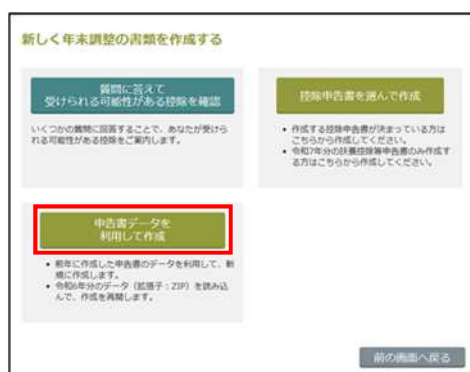 新しく年末調整の書類を作成する
質問に答えて
受けられる可能性がある控除を確認
いくつかの質問に回答することで、あなたが受けら
れる可能性がある控除をご案内します。
控除申告書を選んで作成
• 作成する控除申告書が決まっている方は
こちらから作成してください。
• 令和7年分の扶養控除等申告書のみ作成す
る方はこちらから作成してください。
申告書データを
利用して作成
• 前年に作成した申告書のデータを利用して、新
規に作成します。
• 令和6年分のデータ（拡張子：ZIP）を読み込
んで、作成を再開します。
前の画面へ戻る